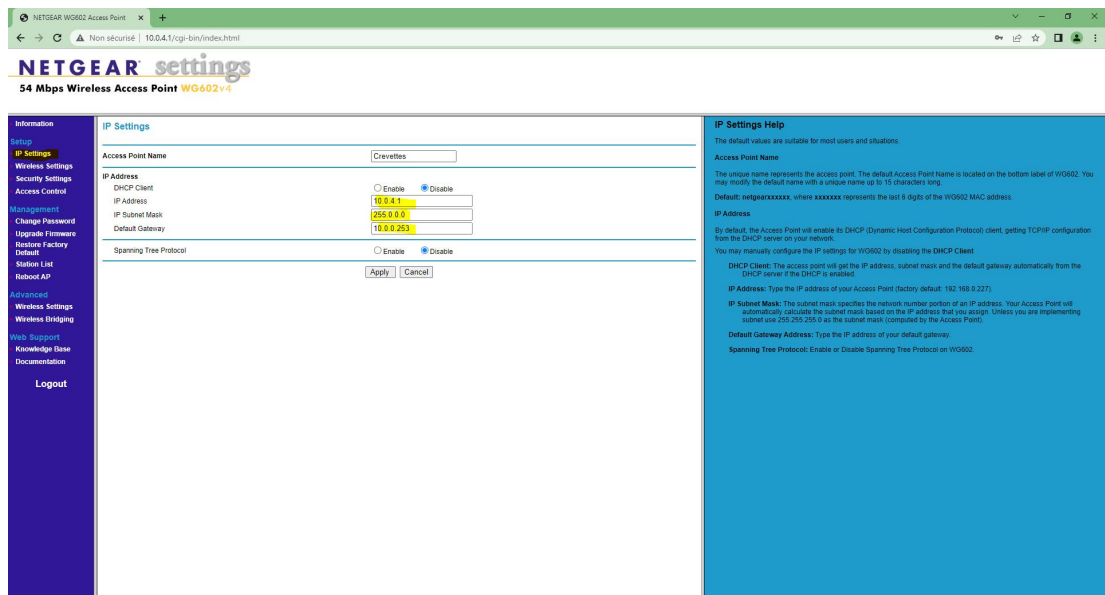 NETGEAR WG602 Access Point
Non sécurisé | 10.0.4.1/cgi-bin/index.html
NETGEAR settings
54 Mbps Wireless Access Point WG602v4
Information
Setup
IP Settings
Wireless Settings
Security Settings
Access Control
Management
Change Password
Upgrade Firmware
Restore Factory
Default
Station List
Reboot AP
Advanced
Wireless Settings
Wireless Bridging
Web Support
Knowledge Base
Documentation
Logout
IP Settings
Access Point Name Crevettes
IP Address
DHCP Client Enable Disable
IP Address 10.0.4.1
IP Subnet Mask 255.0.0.0
Default Gateway 10.0.0.253
Spanning Tree Protocol Enable Disable
Apply Cancel
IP Settings Help
The default values are suitable for most users and situations.
Access Point Name
The unique name represents the access point. The default Access Point Name is located on the bottom label of WG602. You
may modify the default name with a unique name up to 15 characters long.
Default: netgearxxxxxx, where xxxxxxx represents the last 6 digits of the WG602 MAC address.
IP Address
By default, the Access Point will enable its DHCP (Dynamic Host Configuration Protocol) client, getting TCP/IP configuration
from the DHCP server on your network.
You may manually configure the IP settings for WG602 by disabling the DHCP Client
DHCP Client: The access point will get the IP address, subnet mask and the default gateway automatically from the
DHCP server if the DHCP is enabled.
IP Address: Type the IP address of your Access Point (factory default: 192.168.0.227).
IP Subnet Mask: The subnet mask specifies the network number portion of an IP address. Your Access Point will
automatically calculate the subnet mask based on the IP address that you assign. Unless you are implementing
subnet use 255.255.255.0 as the subnet mask (computed by the Access Point).
Default Gateway Address: Type the IP address of your default gateway.
Spanning Tree Protocol: Enable or Disable Spanning Tree Protocol on WG602.